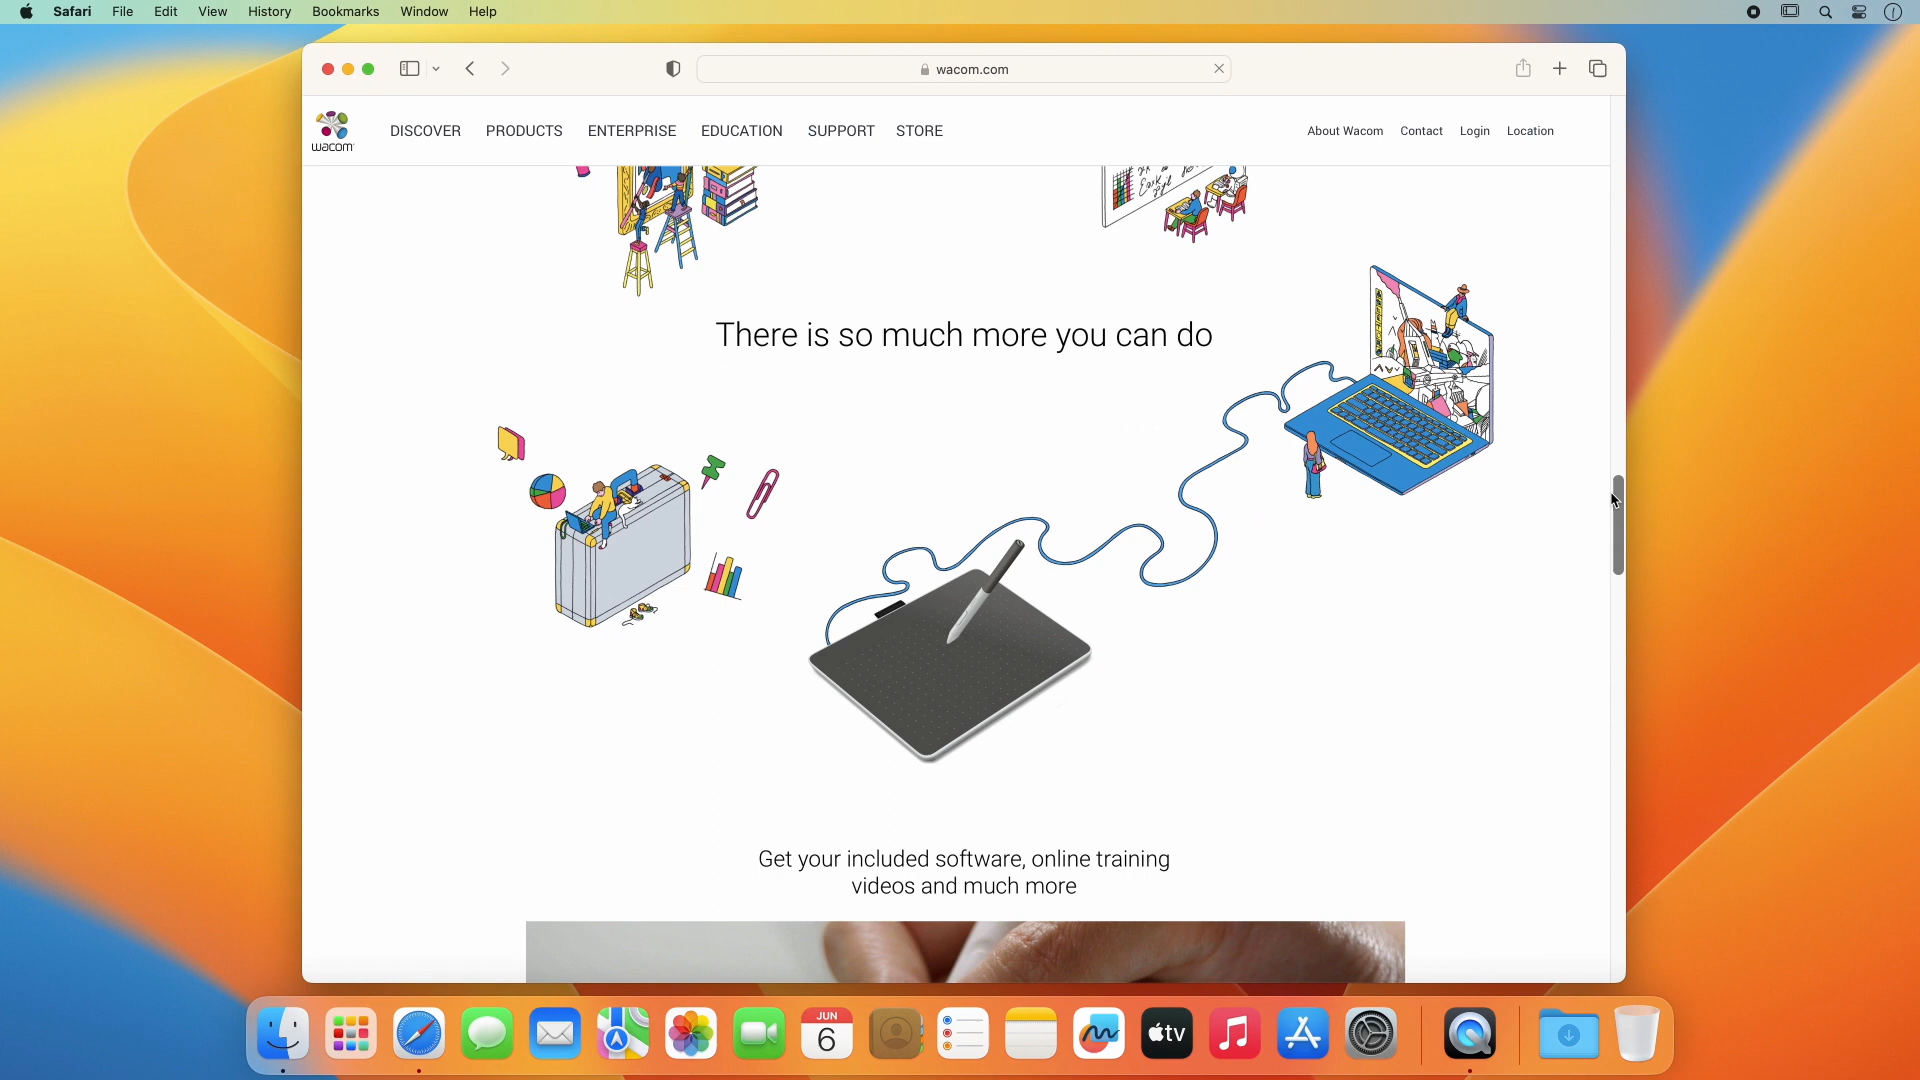 Safari File Edit View History Bookmarks Window Help
wacom.com
wacom
DISCOVER PRODUCTS ENTERPRISE EDUCATION SUPPORT STORE
About Wacom Contact Login Location
There is so much more you can do
Get your included software, online training
videos and much more
JUN
6
tv